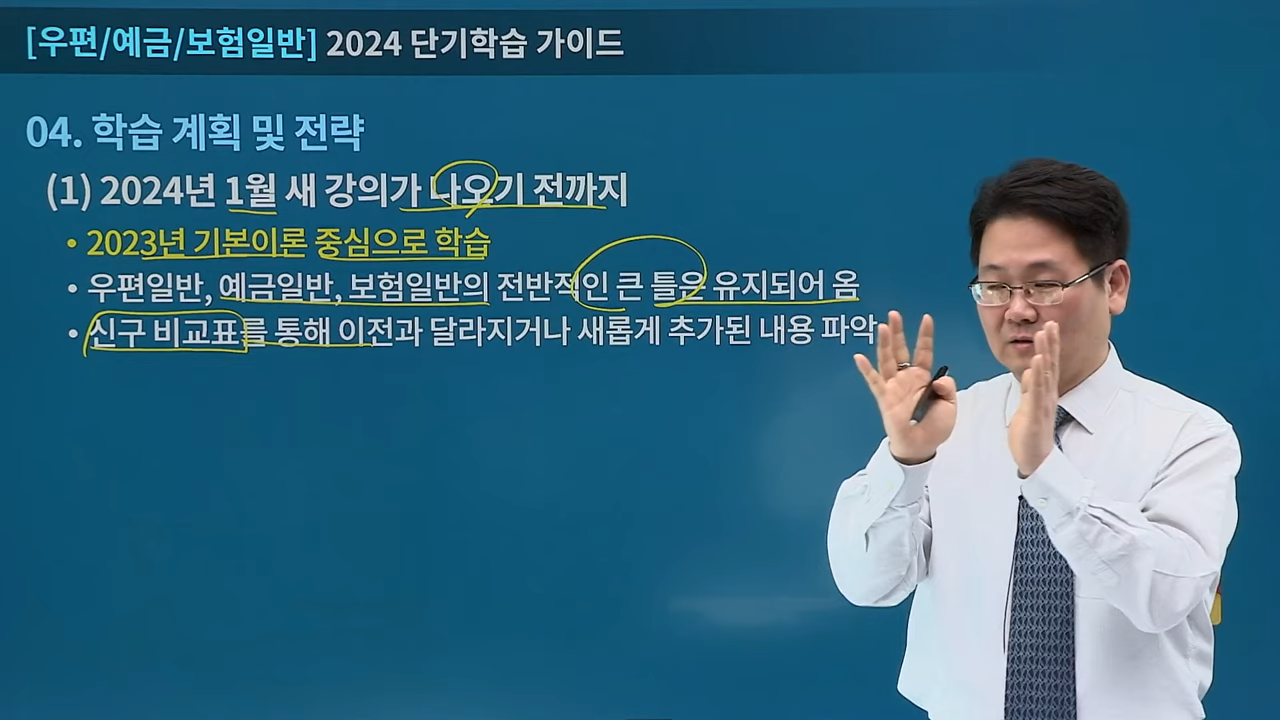 [우편/예금/보험일반] 2024 단기학습 가이드
04. 학습 계획 및 전략
(1) 2024년 1월 새 강의가 나오기 전까지
• 2023년 기본이론 중심으로 학습
• 우편일반, 예금일반, 보험일반의 전반적인 큰 틀은 유지되어 옴
• 신구 비교표를 통해 이전과 달라지거나 새롭게 추가된 내용 파악